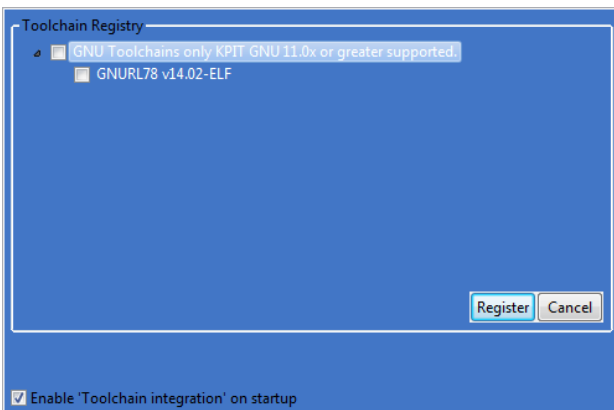 Toolchain Registry
GNU Toolchains only KPIT GNU 11.0x or greater supported.
GNURL78 v14.02-ELF
Register Cancel
Enable 'Toolchain integration' on startup